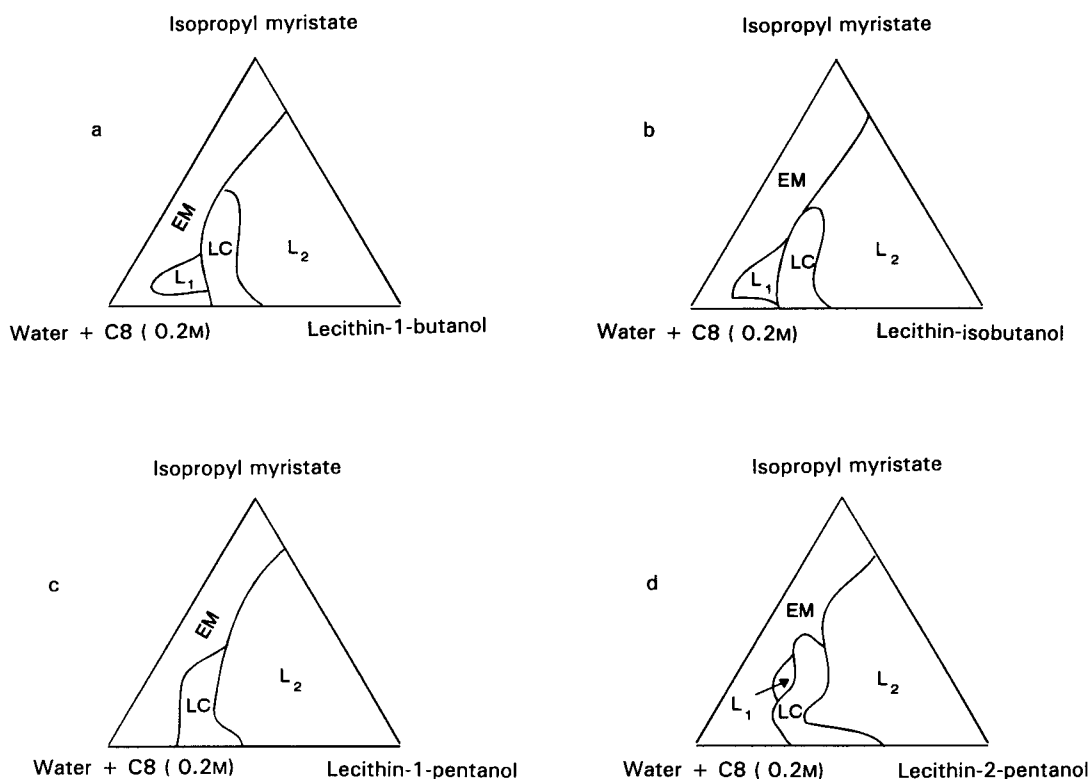 Isopropyl myristate
a
EM
LC
L1
L2
Water + C8 ( 0.2M)
Lecithin-1-butanol
Isopropyl myristate
b
EM
LC
L1
L2
Water + C8 ( 0.2M)
Lecithin-isobutanol
Isopropyl myristate
c
EM
LC
L2
Water + C8 ( 0.2M)
Lecithin-1-pentanol
Isopropyl myristate
d
EM
L1
LC
L2
Water + C8 ( 0.2M)
Lecithin-2-pentanol